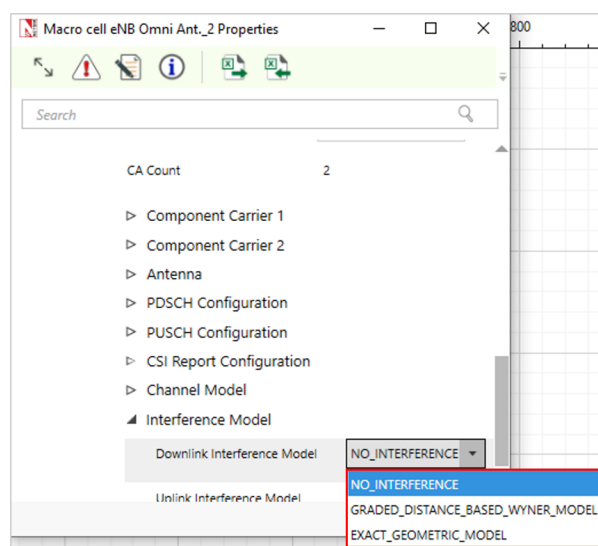 Macro cell eNB Omni Ant._2 Properties
800
Search
CA Count 2
Component Carrier 1
Component Carrier 2
Antenna
PDSCH Configuration
PUSCH Configuration
CSI Report Configuration
Channel Model
Interference Model
Downlink Interference Model NO_INTERFERENCE
NO_INTERFERENCE
Uplink Interference Model
GRADED_DISTANCE_BASED_WYNER_MODEL
EXACT_GEOMETRIC_MODEL